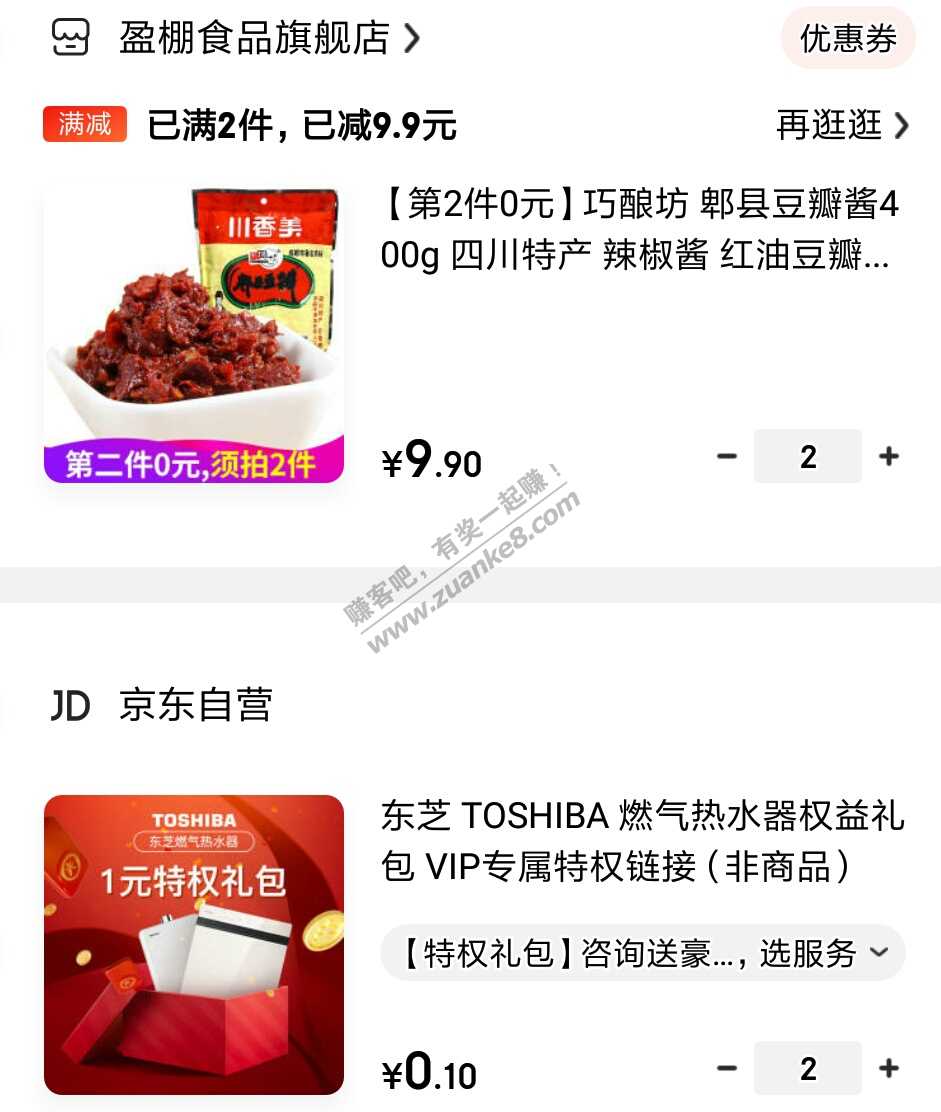 盈棚食品旗舰店
优惠券
满减 已满2件，已减9.9元
再逛逛
川香美
【第2件0元】巧酿坊 郫县豆瓣酱4
00g 四川特产 辣椒酱 红油豆瓣...
第二件0元,须拍2件
¥9.90
2
赚客吧，有奖一起赚！
www.zuanke8.com
JD 京东自营
TOSHIBA
东芝燃气热水器
1元特权礼包
东芝 TOSHIBA 燃气热水器权益礼
包 VIP专属特权链接（非商品）
【特权礼包】咨询送豪...，选服务
¥0.10
2